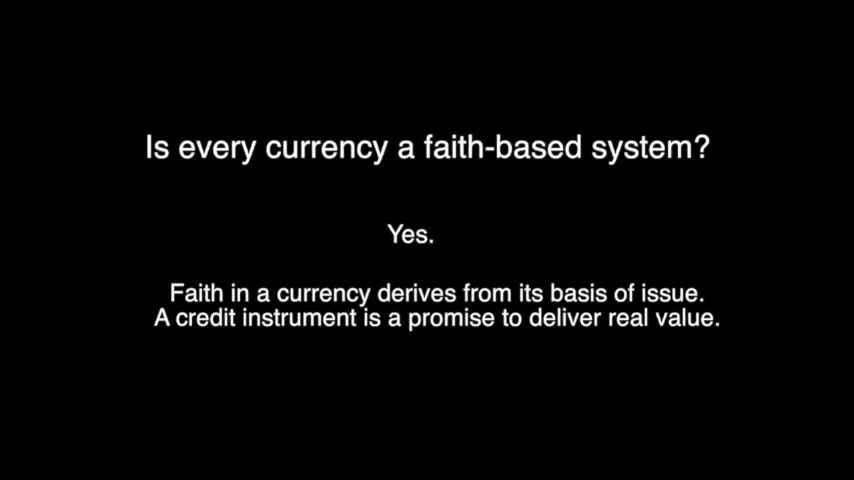 Is every currency a faith-based system?
Yes.
Faith in a currency derives from its basis of issue.
A credit instrument is a promise to deliver real value.